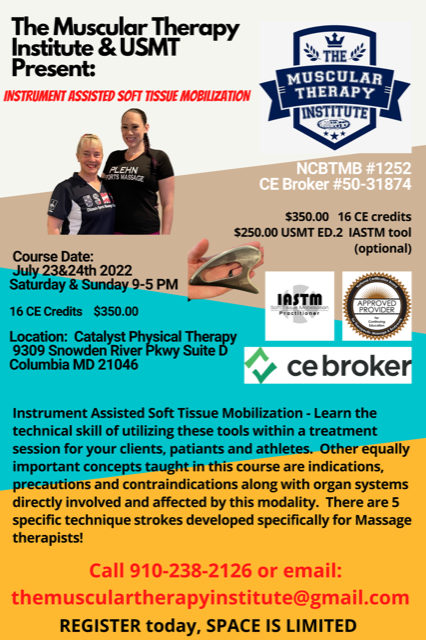 The Muscular Therapy
Institute & USMT
Present:
INSTRUMENT ASSISTED SOFT TISSUE MOBILIZATION
THE
MUSCULAR
THERAPY
INSTITUTE
PLEHN
SPORTS MASSAGE
NCBTMB #1252
CE Broker #50-31874
$350.00 16 CE credits
$250.00 USMT ED.2 IASTM tool
(optional)
Course Date:
July 23&24th 2022
Saturday & Sunday 9-5 PM
16 CE Credits $350.00
Location: Catalyst Physical Therapy
9309 Snowden River Pkwy Suite D
Columbia MD 21046
IASTM
Practitioner
APPROVED
PROVIDER
ce broker
Instrument Assisted Soft Tissue Mobilization - Learn the
technical skill of utilizing these tools within a treatment
session for your clients, patiants and athletes. Other equally
important concepts taught in this course are indications,
precautions and contraindications along with organ systems
directly involved and affected by this modality. There are 5
specific technique strokes developed specifically for Massage
therapists!
Call 910-238-2126 or email:
themusculartherapyinstitute@gmail.com
REGISTER today, SPACE IS LIMITED